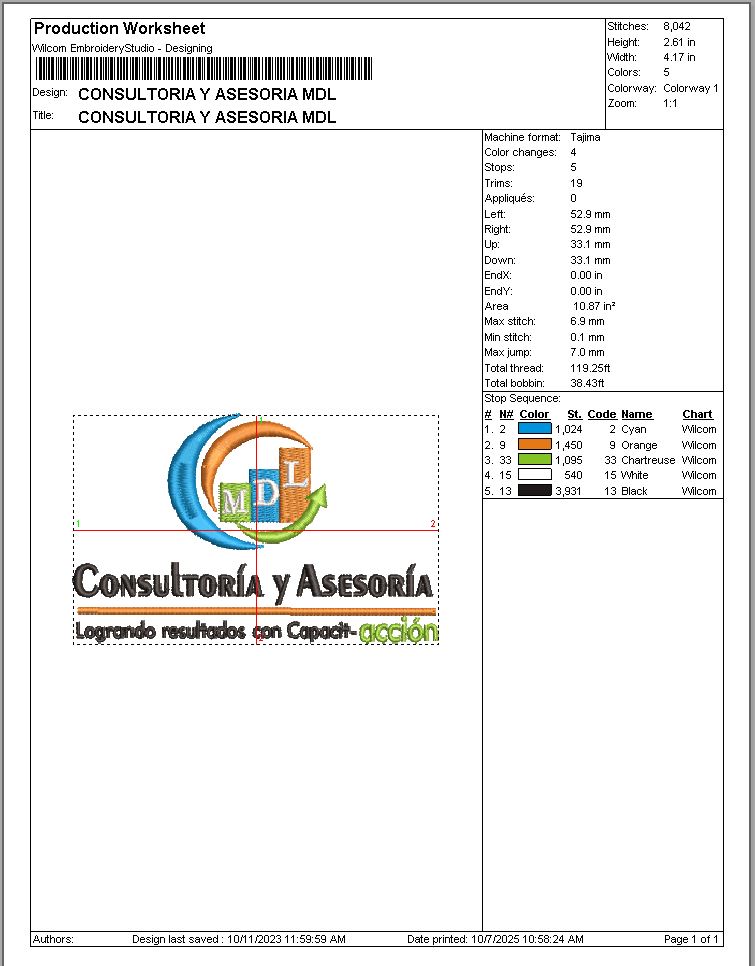 Production Worksheet
Wilcom EmbroideryStudio - Designing
Design: CONSULTORIA Y ASESORIA MDL
Title: CONSULTORIA Y ASESORIA MDL
Stitches: 8,042
Height: 2.61 in
Width: 4.17 in
Colors: 5
Colorway: Colorway 1
Zoom: 1:1
Machine format: Tajima
Color changes: 4
Stops: 5
Trims: 19
Appliqués: 0
Left: 52.9 mm
Right: 52.9 mm
Up: 33.1 mm
Down: 33.1 mm
EndX: 0.00 in
EndY: 0.00 in
Area 10.87 in²
Max stitch: 6.9 mm
Min stitch: 0.1 mm
Max jump: 7.0 mm
Total thread: 119.25ft
Total bobbin: 38.43ft
Stop Sequence:
# N# Color St. Code Name Chart
1. 2 1,024 2 Cyan Wilcom
2. 9 1,450 9 Orange Wilcom
3. 33 1,095 33 Chartreuse Wilcom
4. 15 540 15 White Wilcom
5. 13 3,931 13 Black Wilcom
1
MDL
1 2
Consultoría y Asesoría
Logrando resultados con Capacit-acción
2
Authors: Design last saved : 10/11/2023 11:59:59 AM Date printed: 10/7/2025 10:58:24 AM Page 1 of 1